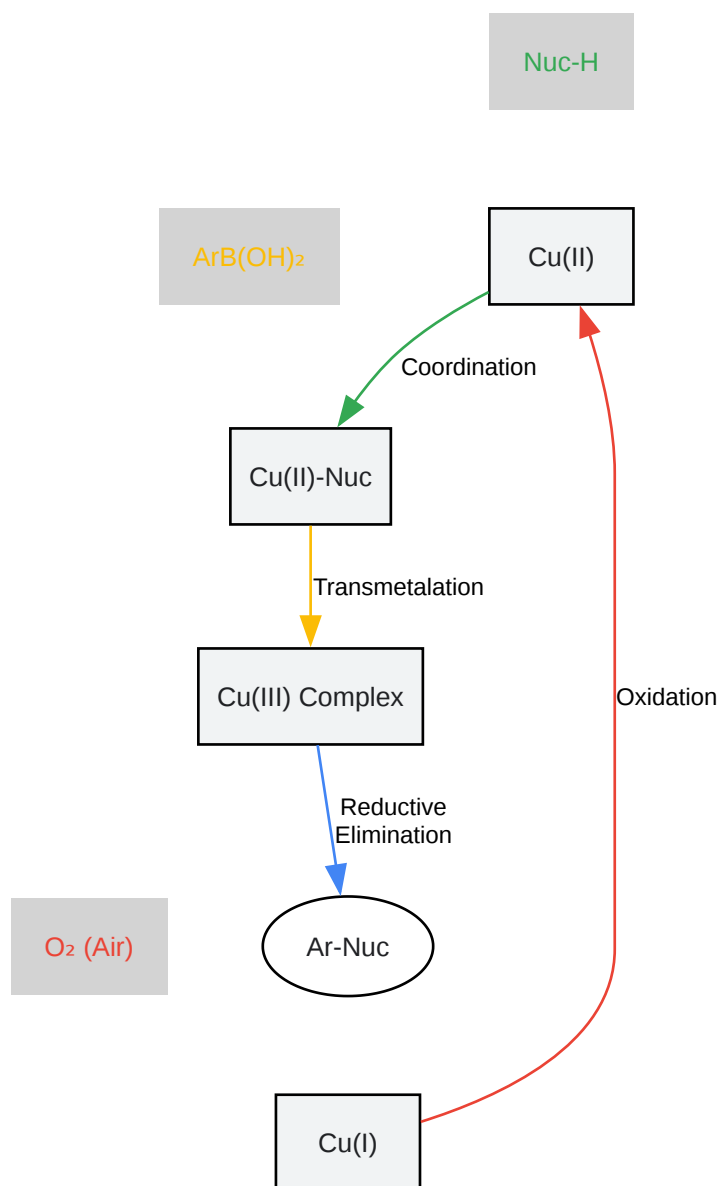 Nuc-H
ArB(OH)₂
Cu(II)
Coordination
Cu(II)-Nuc
Transmetalation
Cu(III) Complex
Oxidation
Reductive
Elimination
O₂ (Air)
Ar-Nuc
Cu(I)